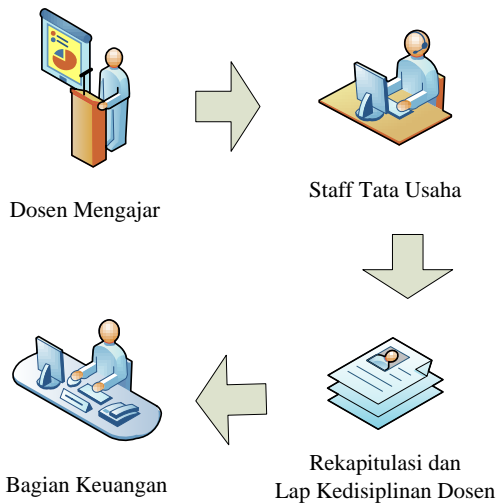 Dosen Mengajar
Staff Tata Usaha
Rekapitulasi dan
Lap Kedisiplinan Dosen
Bagian Keuangan